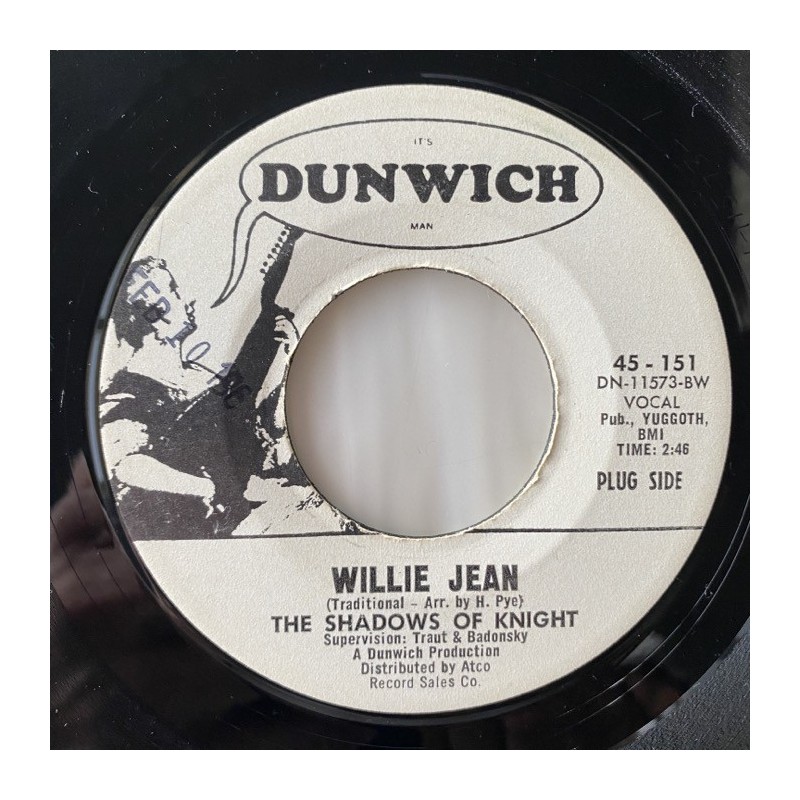 IT'S
DUNWICH
MAN
FEB 10
45 - 151
DN-11573-BW
VOCAL
Pub., YUGGOTH,
BMI
TIME: 2:46
PLUG SIDE
WILLIE JEAN
(Traditional - Arr. by H. Pye)
THE SHADOWS OF KNIGHT
Supervision: Traut & Badonsky
A Dunwich Production
Distributed by Atco
Record Sales Co.